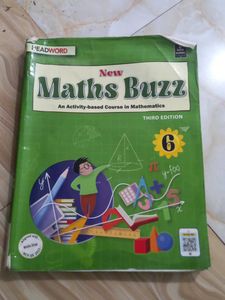 HEADWORD
New
Maths Buzz
An Activity-based Course in Mathematics
THIRD EDITION
6
y=f(x)
x